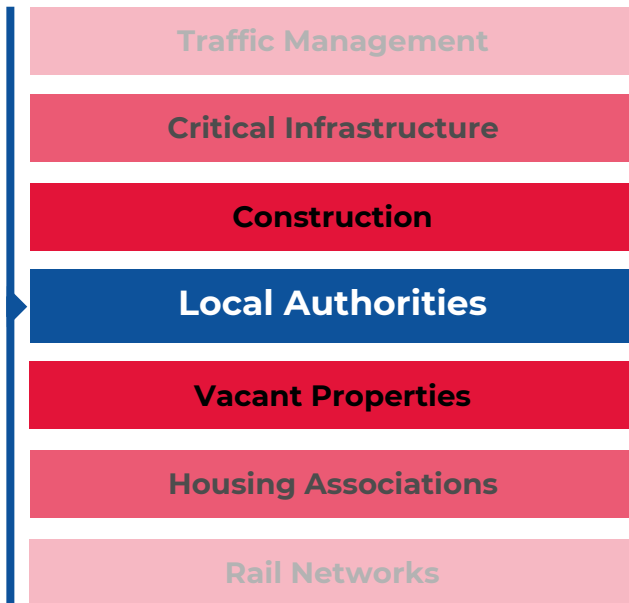 Traffic Management
Critical Infrastructure
Construction
Local Authorities
Vacant Properties
Housing Associations
Rail Networks